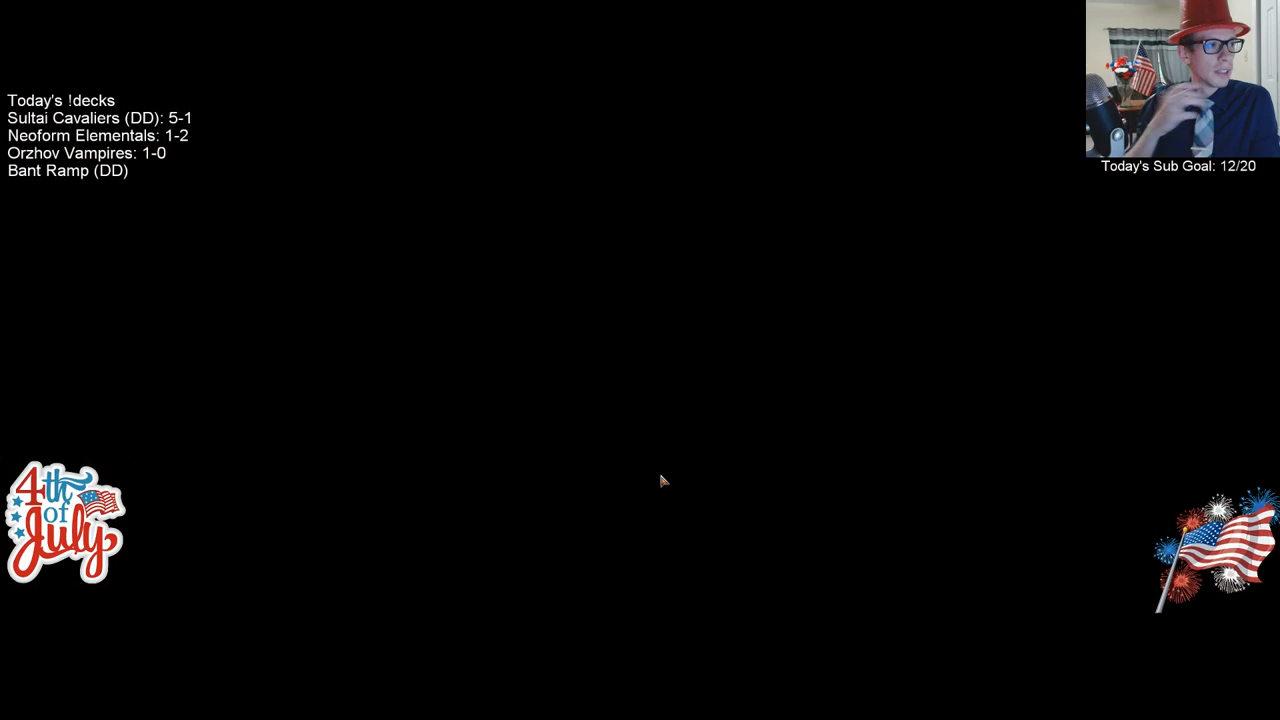 Today's !decks
Sultai Cavaliers (DD): 5-1
Neoform Elementals: 1-2
Orzhov Vampires: 1-0
Bant Ramp (DD)
Today's Sub Goal: 12/20
4th
of
July